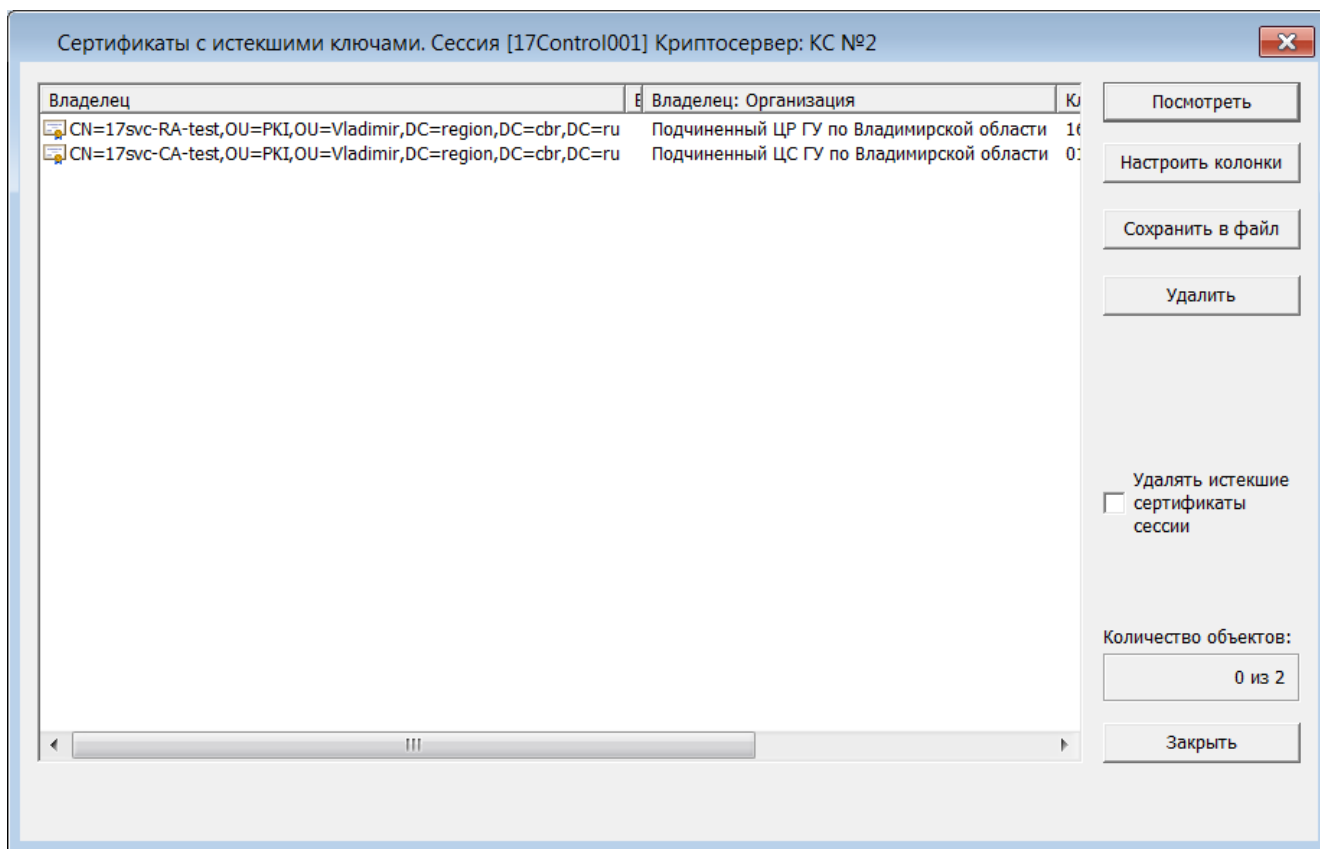 Сертификаты с истекшими ключами. Сессия [17Control001] Криптосервер: КС №2
Владелец Владелец: Организация
CN=17svc-RA-test,OU=PKI,OU=Vladimir,DC=region,DC=cbr,DC=ru Подчиненный ЦР ГУ по Владимирской области 16
CN=17svc-CA-test,OU=PKI,OU=Vladimir,DC=region,DC=cbr,DC=ru Подчиненный ЦС ГУ по Владимирской области 01
Посмотреть
Настроить колонки
Сохранить в файл
Удалить
Удалять истекшие
сертификаты
сессии
Количество объектов:
0 из 2
Закрыть